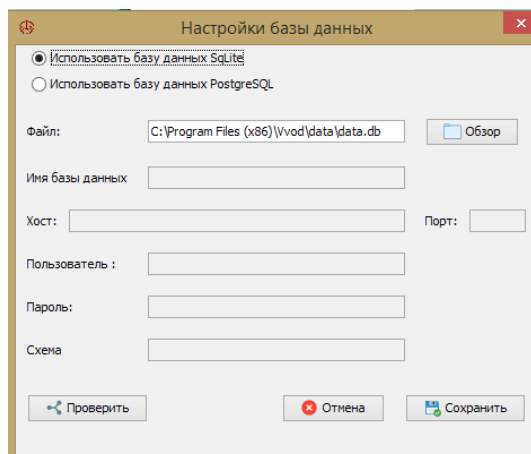 Настройки базы данных
Использовать базу данных SqLite
Использовать базу данных PostgreSQL
Файл: C:\Program Files (x86)\Vvod\data\data.db Обзор
Имя базы данных
Хост: Порт:
Пользователь :
Пароль:
Схема
Проверить Отмена Сохранить